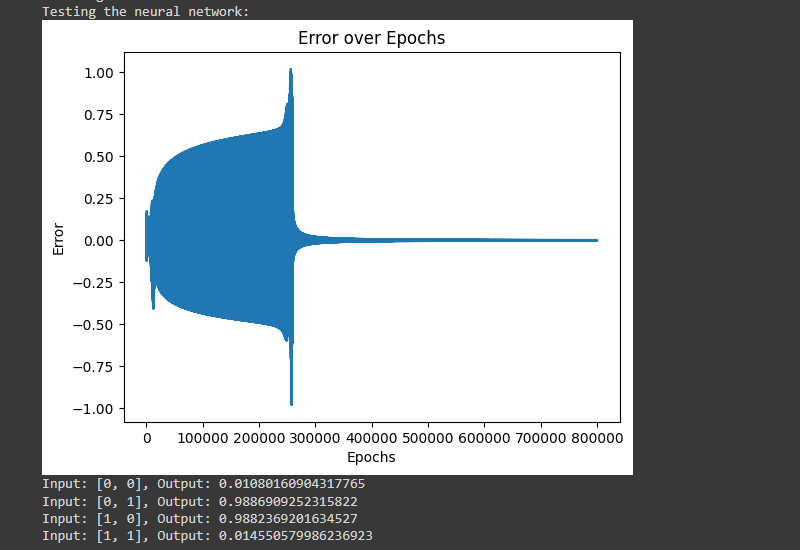 Testing the neural network:
Error over Epochs
1.00
0.75
0.50
0.25
0.00
−0.25
−0.50
−0.75
−1.00
Error
0 100000 200000 300000 400000 500000 600000 700000 800000
Epochs
Input: [0, 0], Output: 0.01080160904317765
Input: [0, 1], Output: 0.9886909252315822
Input: [1, 0], Output: 0.9882369201634527
Input: [1, 1], Output: 0.014550579986236923